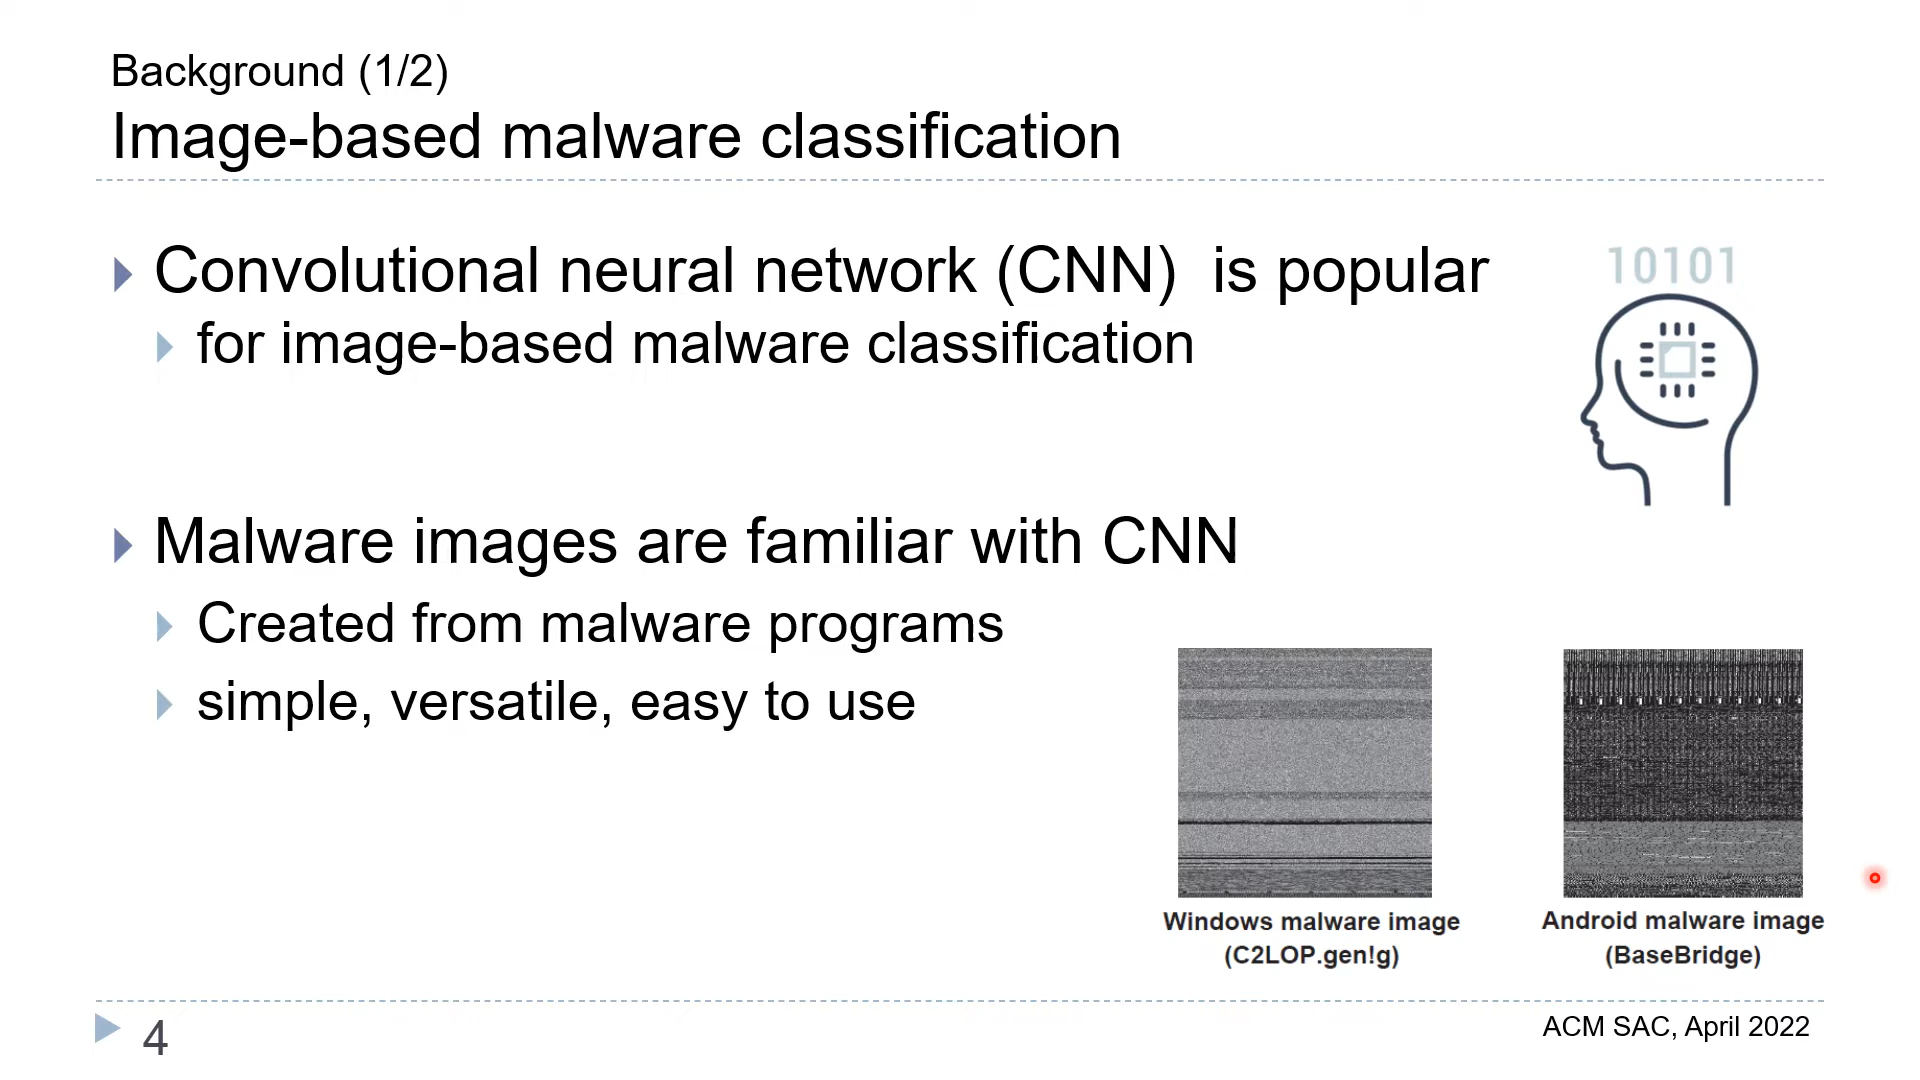 Background (1/2)
Image-based malware classification
Convolutional neural network (CNN) is popular
for image-based malware classification
10101
Malware images are familiar with CNN
Created from malware programs
simple, versatile, easy to use
Windows malware image
(C2LOP.gen!g)
Android malware image
(BaseBridge)
4
ACM SAC, April 2022